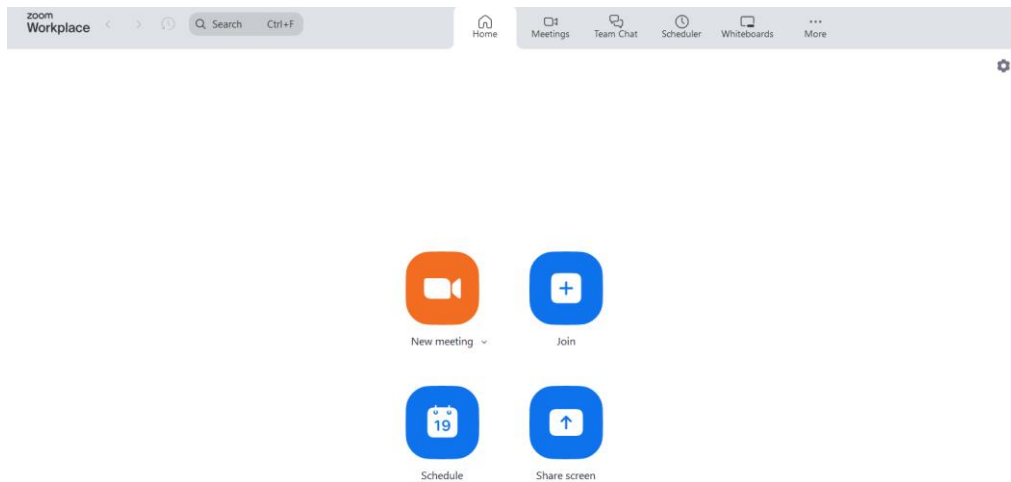 zoom
Workplace
Search Ctrl+F
Home
Meetings
Team Chat
Scheduler
Whiteboards
More
New meeting
Join
19
Schedule
Share screen